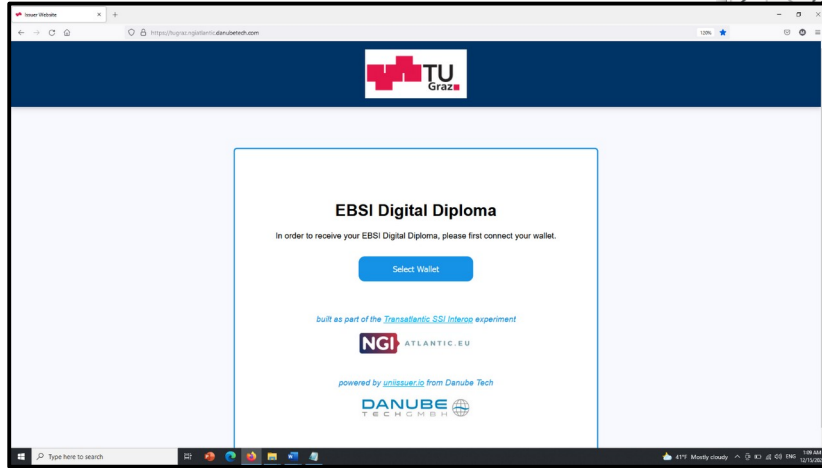 Issuer Website
https://tugraz.ngiatlantic.danubetech.com
120%
TU
Graz
EBSI Digital Diploma
In order to receive your EBSI Digital Diploma, please first connect your wallet.
Select Wallet
built as part of the Transatlantic SSI Interop experiment
NGI ATLANTIC.EU
powered by uniissuer.io from Danube Tech
DANUBE
TECH GMBH
Type here to search
41°F Mostly cloudy
ENG
1:09 AM